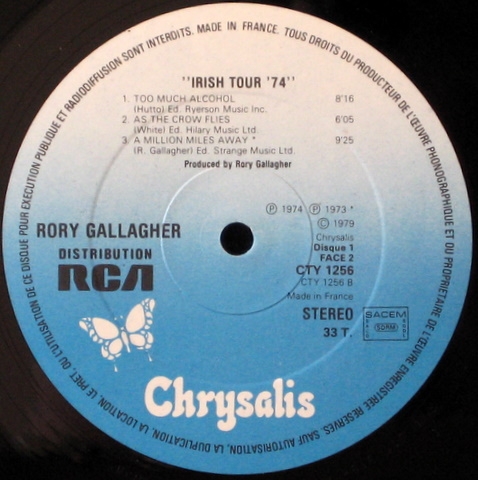 MADE IN FRANCE. TOUS DROITS DU PRODUCTEUR DE L'ŒUVRE PHONOGRAPHIQUE ET DU PROPRIETAIRE DE L'ŒUVRE ENREGISTREE RESERVES. SAUF AUTORISATION, LA DUPLICATION, LA LOCATION, LE PRET, OU L'UTILISATION DE CE DISQUE POUR EXECUTION PUBLIQUE ET RADIODIFFUSION SONT INTERDITS.
"IRISH TOUR '74"
1. TOO MUCH ALCOHOL 8'16
(Hutto) Ed. Ryerson Music Inc.
2. AS THE CROW FLIES 6'05
(White) Ed. Hilary Music Ltd.
3. A MILLION MILES AWAY * 9'25
(R. Gallagher) Ed. Strange Music Ltd.
Produced by Rory Gallagher
Ⓟ 1974 Ⓟ 1973 *
© 1979
RORY GALLAGHER
Chrysalis
DISTRIBUTION
Disque 1
RCA
FACE 2
CTY 1256
CTY 1256 B
Made in France
STEREO
33 T.
SACEM
SDRM
Chrysalis